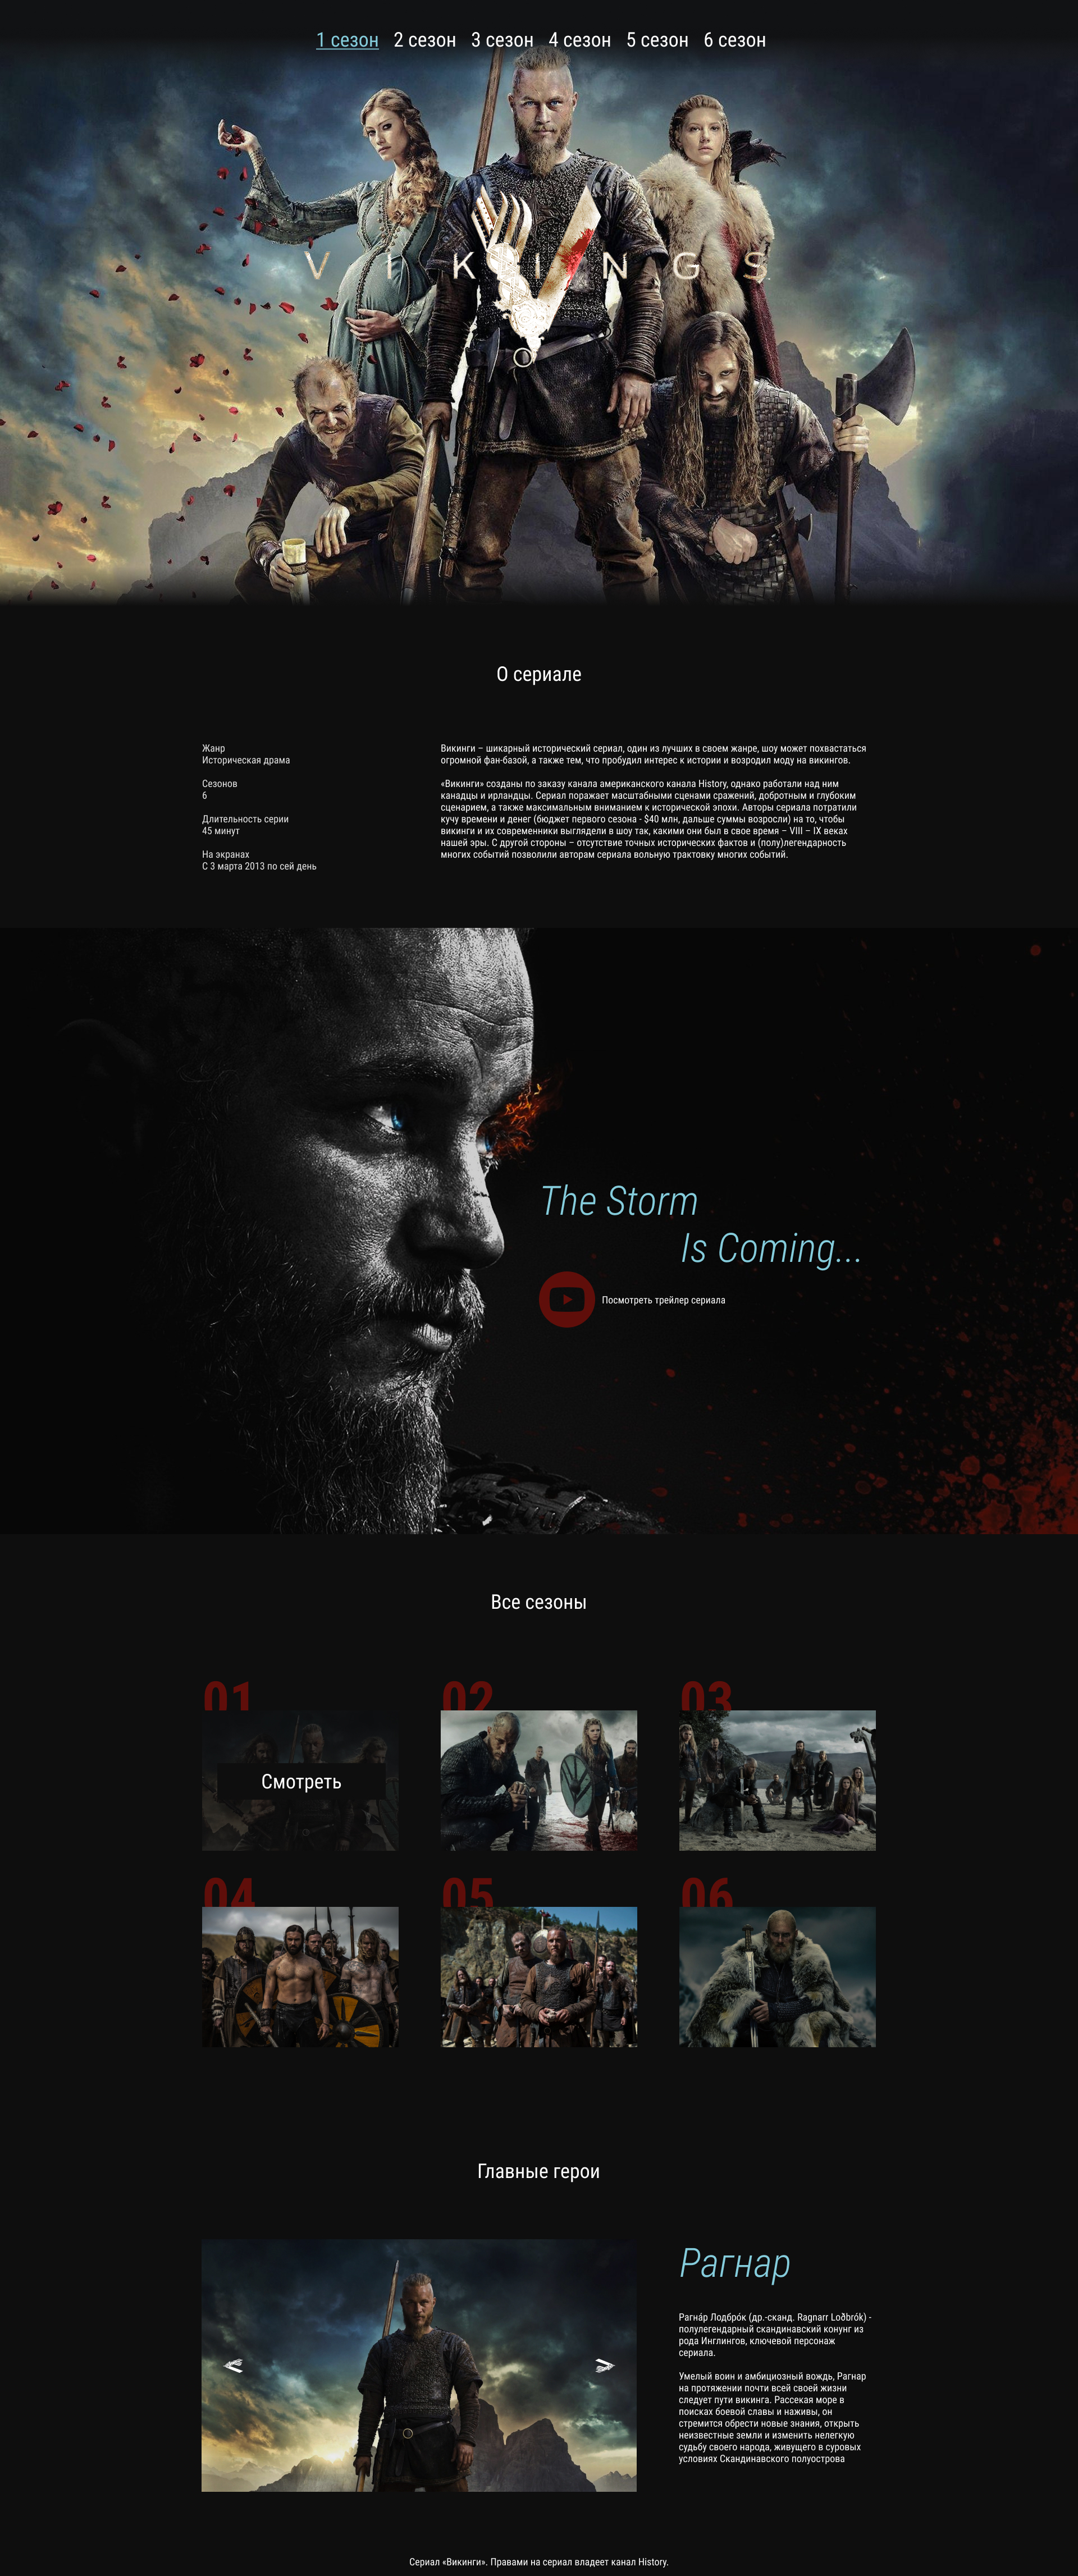 1 сезон 2 сезон 3 сезон 4 сезон 5 сезон 6 сезон
VIKINGS
О сериале
Жанр
Историческая драма
Сезонов
6
Длительность серии
45 минут
На экранах
С 3 марта 2013 по сей день
Викинги – шикарный исторический сериал, один из лучших в своем жанре, шоу может похвастаться
огромной фан-базой, а также тем, что пробудил интерес к истории и возродил моду на викингов.
«Викинги» созданы по заказу канала американского канала History, однако работали над ним
канадцы и ирландцы. Сериал поражает масштабными сценами сражений, добротным и глубоким
сценарием, а также максимальным вниманием к исторической эпохи. Авторы сериала потратили
кучу времени и денег (бюджет первого сезона - $40 млн, дальше суммы возросли) на то, чтобы
викинги и их современники выглядели в шоу так, какими они был в свое время – VIII – IX веках
нашей эры. С другой стороны – отсутствие точных исторических фактов и (полу)легендарность
многих событий позволили авторам сериала вольную трактовку многих событий.
The Storm
Is Coming...
Посмотреть трейлер сериала
Все сезоны
01
02
03
Смотреть
04
05
06
Главные герои
Рагнар
Рагна́р Лодбро́к (др.-сканд. Ragnarr Loðbrók) -
полулегендарный скандинавский конунг из
рода Инглингов, ключевой персонаж
сериала.
Умелый воин и амбициозный вождь, Рагнар
на протяжении почти всей своей жизни
следует пути викинга. Рассекая море в
поисках боевой славы и наживы, он
стремится обрести новые знания, открыть
неизвестные земли и изменить нелегкую
судьбу своего народа, живущего в суровых
условиях Скандинавского полуострова
Сериал «Викинги». Правами на сериал владеет канал History.